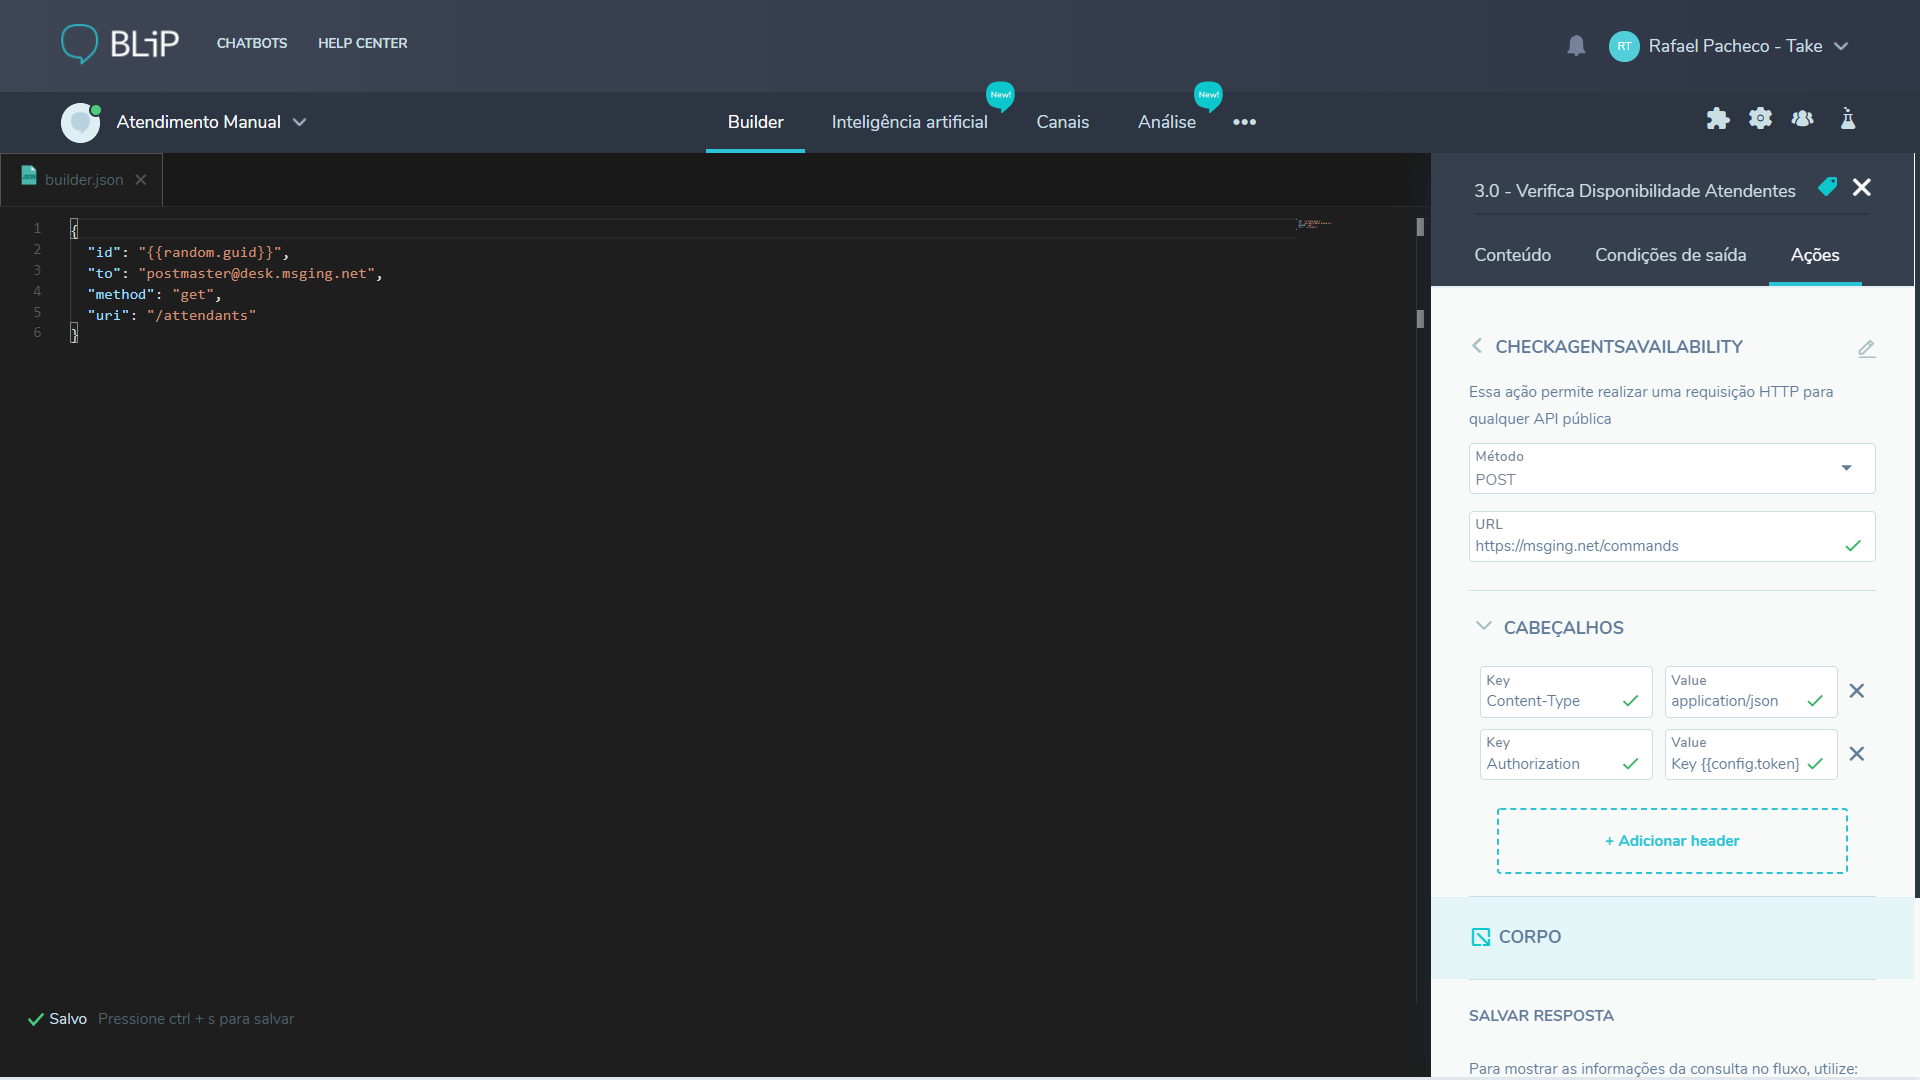 BLiP
CHATBOTS
HELP CENTER
RT
Rafael Pacheco - Take
Atendimento Manual
Builder
Inteligência artificial
New!
Canais
Análise
New!
builder.json
1 {
2 "id": "{{random.guid}}",
3 "to": "postmaster@desk.msging.net",
4 "method": "get",
5 "uri": "/attendants"
6 }
Salvo Pressione ctrl + s para salvar
3.0 - Verifica Disponibilidade Atendentes
Conteúdo
Condições de saída
Ações
CHECKAGENTSAVAILABILITY
Essa ação permite realizar uma requisição HTTP para
qualquer API pública
Método
POST
URL
https://msging.net/commands
CABEÇALHOS
Key
Content-Type
Value
application/json
Key
Authorization
Value
Key {{config.token}
+ Adicionar header
CORPO
SALVAR RESPOSTA
Para mostrar as informações da consulta no fluxo, utilize: